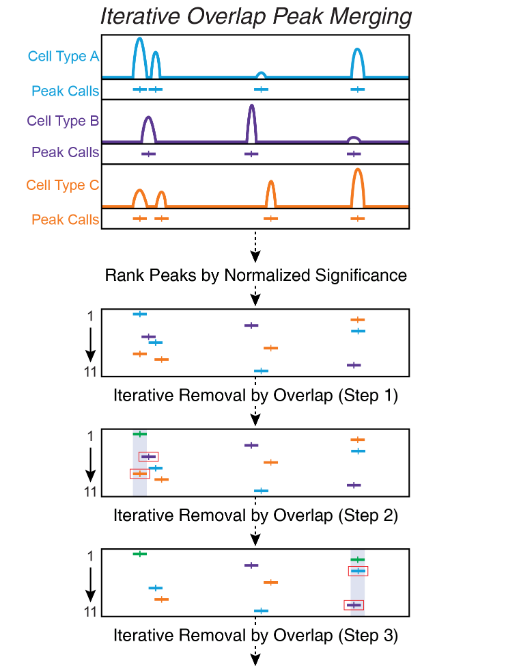 Iterative Overlap Peak Merging
Cell Type A
Peak Calls
Cell Type B
Peak Calls
Cell Type C
Peak Calls
Rank Peaks by Normalized Significance
1
11
Iterative Removal by Overlap (Step 1)
1
11
Iterative Removal by Overlap (Step 2)
1
11
Iterative Removal by Overlap (Step 3)